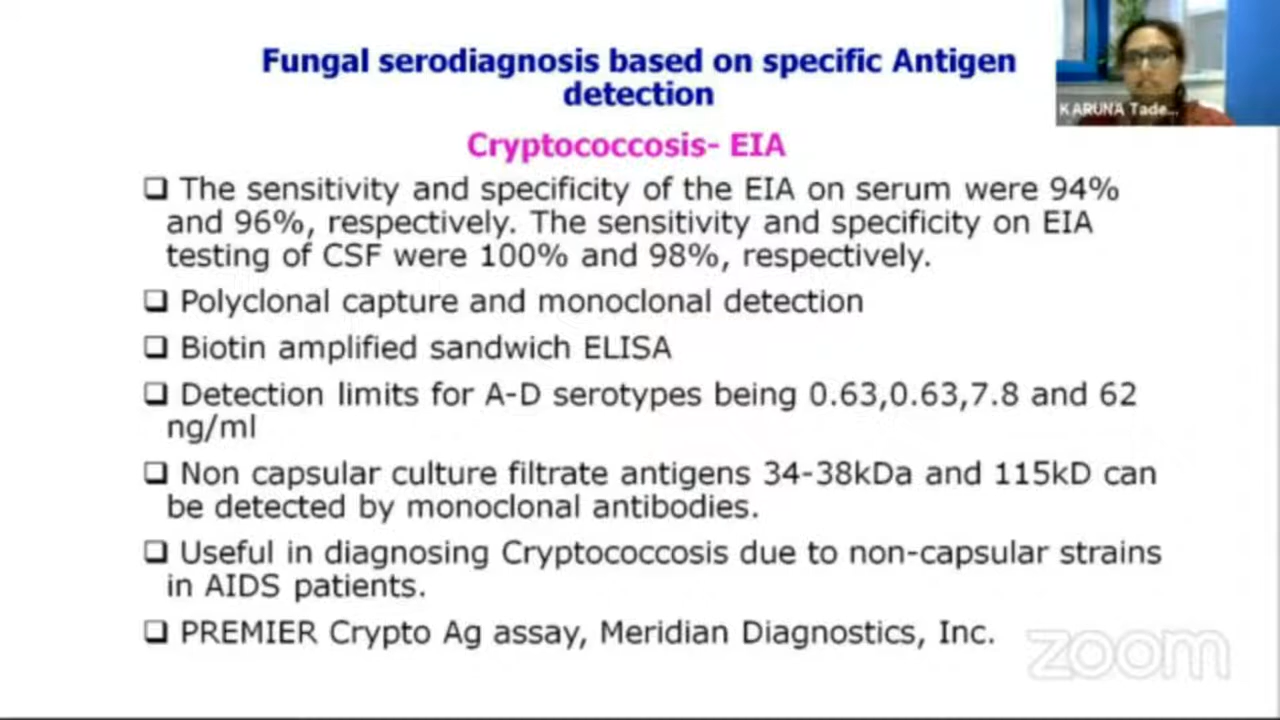 Fungal serodiagnosis based on specific Antigen
detection
Cryptococcosis- EIA
❑ The sensitivity and specificity of the EIA on serum were 94%
and 96%, respectively. The sensitivity and specificity on EIA
testing of CSF were 100% and 98%, respectively.
❑ Polyclonal capture and monoclonal detection
❑ Biotin amplified sandwich ELISA
❑ Detection limits for A-D serotypes being 0.63,0.63,7.8 and 62
ng/ml
❑ Non capsular culture filtrate antigens 34-38kDa and 115kD can
be detected by monoclonal antibodies.
❑ Useful in diagnosing Cryptococcosis due to non-capsular strains
in AIDS patients.
❑ PREMIER Crypto Ag assay, Meridian Diagnostics, Inc.
KARUNA Tade...
zoom